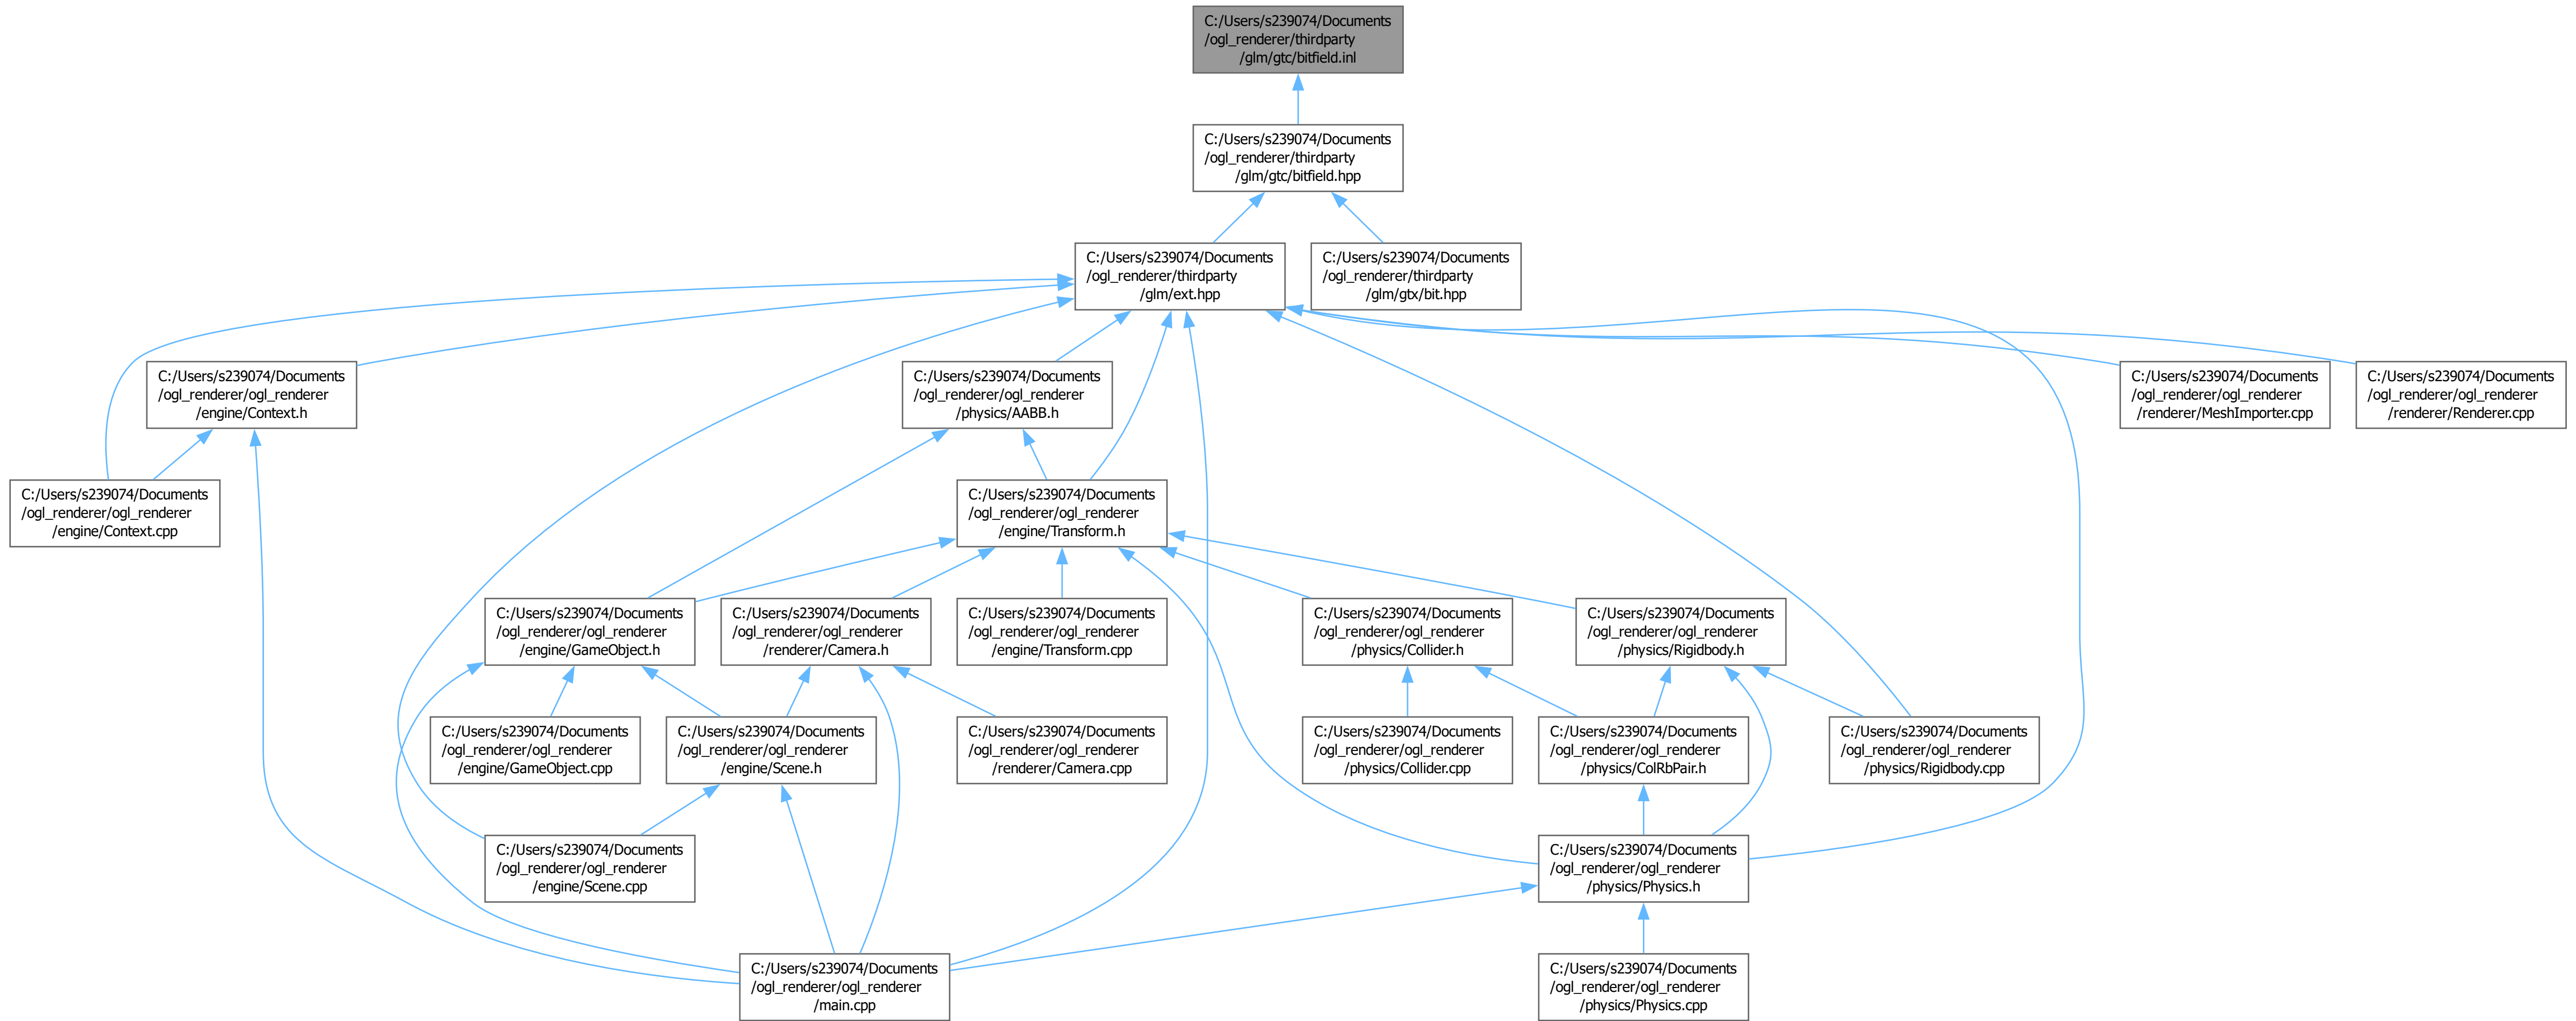 C:/Users/s239074/Documents
/ogl_renderer/thirdparty
/glm/gtc/bitfield.inl
C:/Users/s239074/Documents
/ogl_renderer/thirdparty
/glm/gtc/bitfield.hpp
C:/Users/s239074/Documents
/ogl_renderer/thirdparty
/glm/ext.hpp
C:/Users/s239074/Documents
/ogl_renderer/thirdparty
/glm/gtx/bit.hpp
C:/Users/s239074/Documents
/ogl_renderer/ogl_renderer
/engine/Context.h
C:/Users/s239074/Documents
/ogl_renderer/ogl_renderer
/physics/AABB.h
C:/Users/s239074/Documents
/ogl_renderer/ogl_renderer
/renderer/MeshImporter.cpp
C:/Users/s239074/Documents
/ogl_renderer/ogl_renderer
/renderer/Renderer.cpp
C:/Users/s239074/Documents
/ogl_renderer/ogl_renderer
/engine/Context.cpp
C:/Users/s239074/Documents
/ogl_renderer/ogl_renderer
/engine/Transform.h
C:/Users/s239074/Documents
/ogl_renderer/ogl_renderer
/engine/GameObject.h
C:/Users/s239074/Documents
/ogl_renderer/ogl_renderer
/renderer/Camera.h
C:/Users/s239074/Documents
/ogl_renderer/ogl_renderer
/engine/Transform.cpp
C:/Users/s239074/Documents
/ogl_renderer/ogl_renderer
/physics/Collider.h
C:/Users/s239074/Documents
/ogl_renderer/ogl_renderer
/physics/Rigidbody.h
C:/Users/s239074/Documents
/ogl_renderer/ogl_renderer
/engine/GameObject.cpp
C:/Users/s239074/Documents
/ogl_renderer/ogl_renderer
/engine/Scene.h
C:/Users/s239074/Documents
/ogl_renderer/ogl_renderer
/renderer/Camera.cpp
C:/Users/s239074/Documents
/ogl_renderer/ogl_renderer
/physics/Collider.cpp
C:/Users/s239074/Documents
/ogl_renderer/ogl_renderer
/physics/ColRbPair.h
C:/Users/s239074/Documents
/ogl_renderer/ogl_renderer
/physics/Rigidbody.cpp
C:/Users/s239074/Documents
/ogl_renderer/ogl_renderer
/engine/Scene.cpp
C:/Users/s239074/Documents
/ogl_renderer/ogl_renderer
/physics/Physics.h
C:/Users/s239074/Documents
/ogl_renderer/ogl_renderer
/main.cpp
C:/Users/s239074/Documents
/ogl_renderer/ogl_renderer
/physics/Physics.cpp